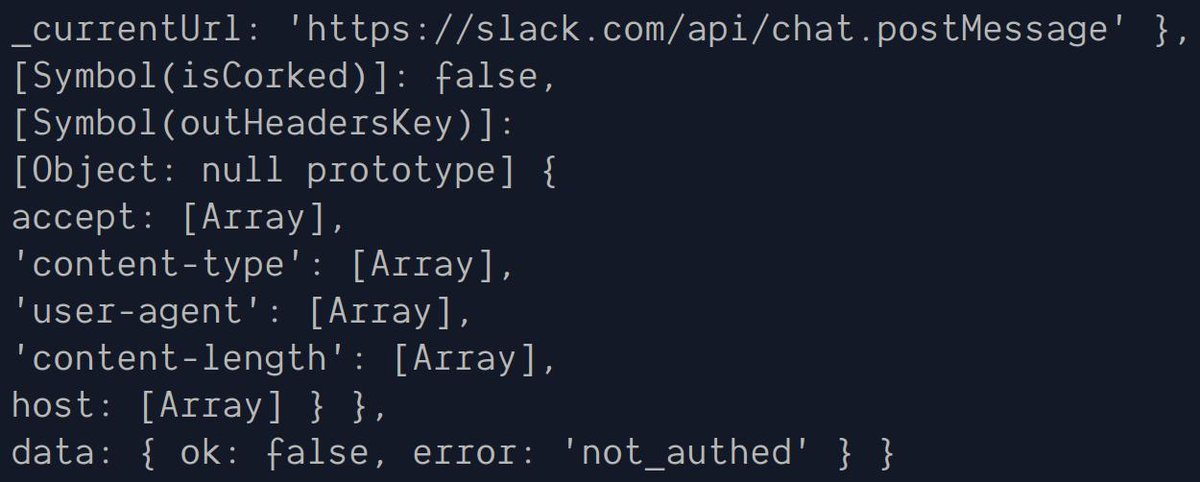 _currentUrl: 'https://slack.com/api/chat.postMessage' },
[Symbol(isCorked)]: false,
[Symbol(outHeadersKey)]:
[Object: null prototype] {
accept: [Array],
'content-type': [Array],
'user-agent': [Array],
'content-length': [Array],
host: [Array] } },
data: { ok: false, error: 'not_authed' } }